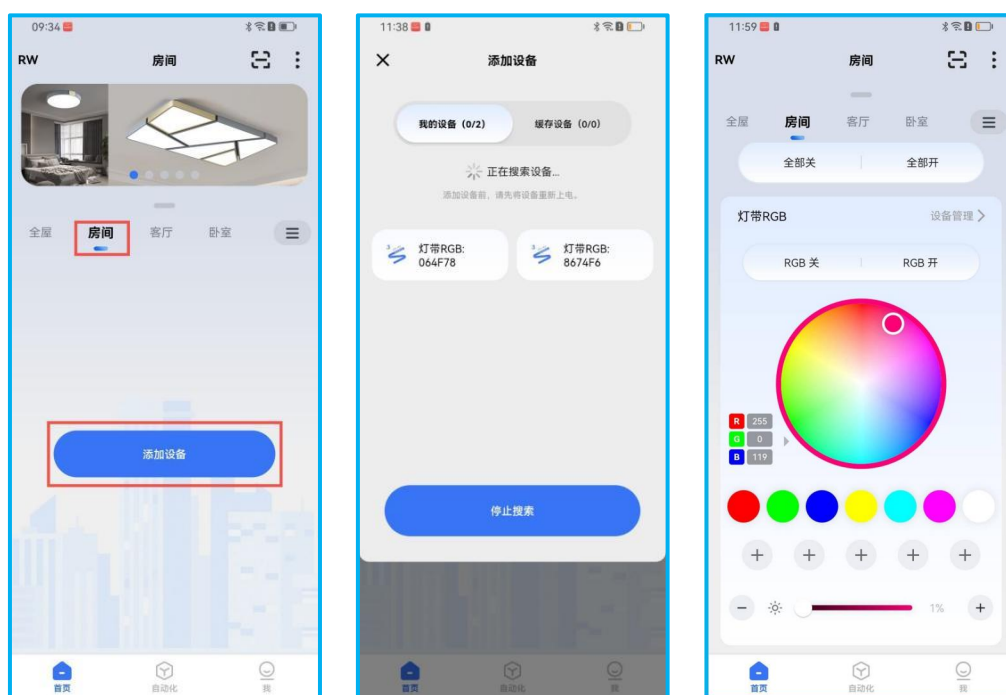 09:34
RW
房间
全屋
房间
客厅
卧室
添加设备
首页
自动化
我
11:38
添加设备
我的设备（0/2）
缓存设备（0/0）
正在搜索设备...
添加设备前，请先将设备重新上电。
灯带RGB:
064F78
灯带RGB:
8674F6
停止搜索
首页
自动化
我
11:59
RW
房间
全屋
房间
客厅
卧室
全部关
全部开
灯带RGB
设备管理
RGB 关
RGB 开
R 255
G 0
B 119
1%
首页
自动化
我